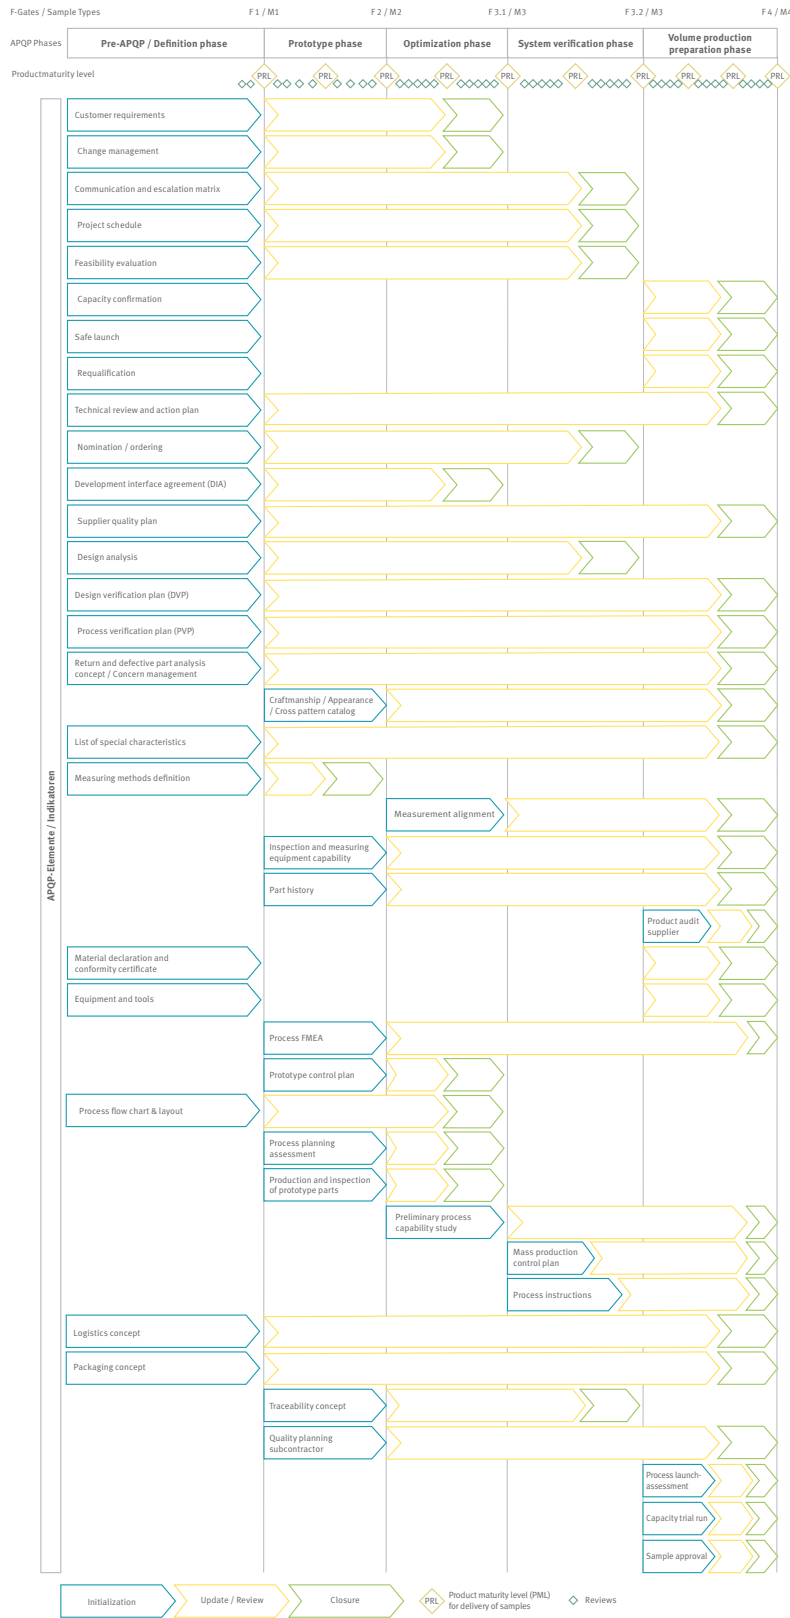 F-Gates / Sample Types F 1 / M1 F 2 / M2 F 3.1 / M3 F 3.2 / M3 F 4 / M4
APQP Phases Pre-APQP / Definition phase Prototype phase Optimization phase System verification phase Volume production
preparation phase
Productmaturity level PRL PRL PRL PRL PRL PRL PRL PRL PRL PRL
APQP-Elemente / Indikatoren
Customer requirements
Change management
Communication and escalation matrix
Project schedule
Feasibility evaluation
Capacity confirmation
Safe launch
Requalification
Technical review and action plan
Nomination / ordering
Development interface agreement (DIA)
Supplier quality plan
Design analysis
Design verification plan (DVP)
Process verification plan (PVP)
Return and defective part analysis
concept / Concern management
Craftmanship / Appearance
/ Cross pattern catalog
List of special characteristics
Measuring methods definition
Measurement alignment
Inspection and measuring
equipment capability
Part history
Product audit
supplier
Material declaration and
conformity certificate
Equipment and tools
Process FMEA
Prototype control plan
Process flow chart & layout
Process planning
assessment
Production and inspection
of prototype parts
Preliminary process
capability study
Mass production
control plan
Process instructions
Logistics concept
Packaging concept
Traceability concept
Quality planning
subcontractor
Process launch-
assessment
Capacity trial run
Sample approval
Initialization Update / Review Closure PRL Product maturity level (PML)
for delivery of samples Reviews